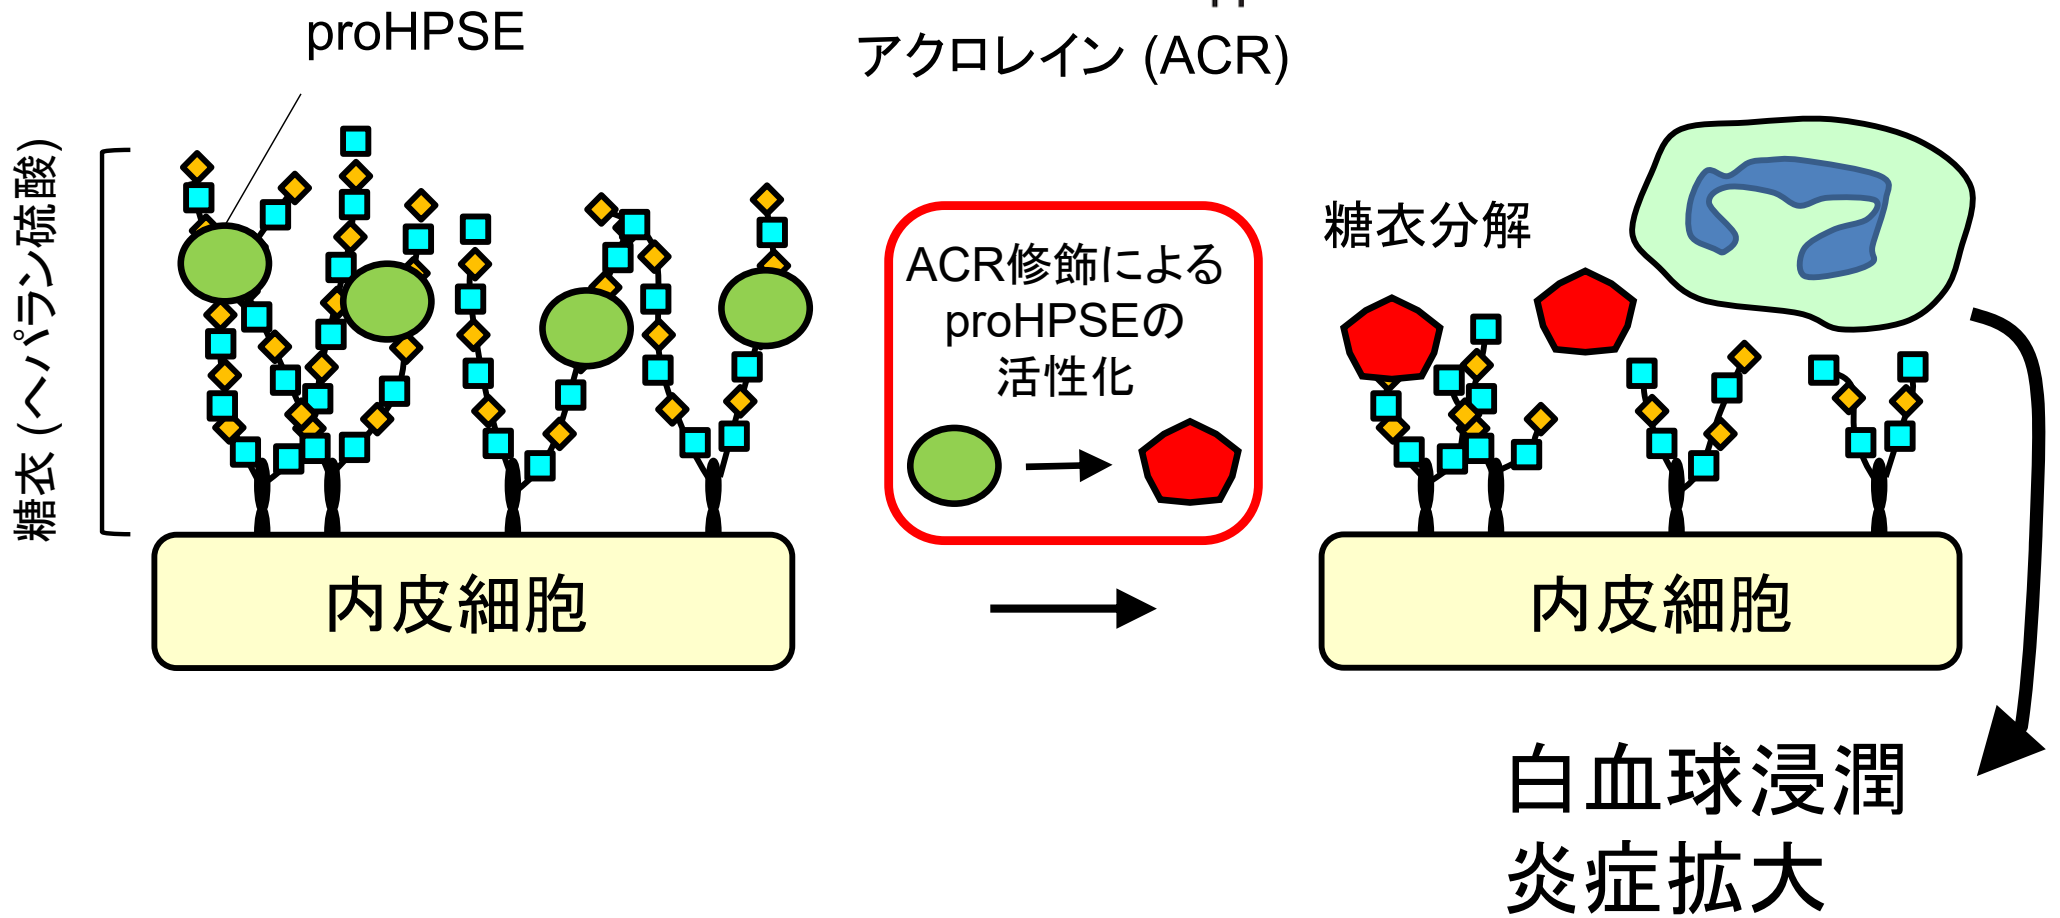 proHPSE
アクロレイン (ACR)
糖衣 (ヘパラン硫酸)
ACR修飾による
proHPSEの
活性化
糖衣分解
内皮細胞
内皮細胞
白血球浸潤
炎症拡大